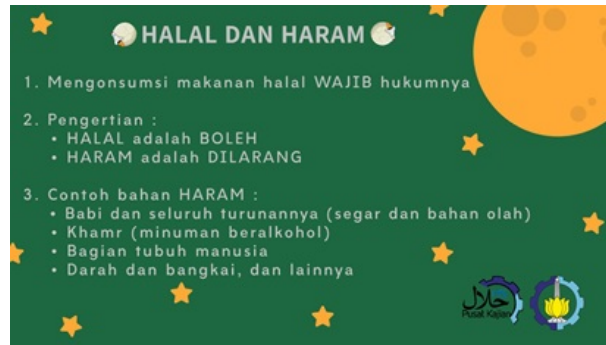 HALAL DAN HARAM
1. Mengonsumsi makanan halal WAJIB hukumnya
2. Pengertian :
• HALAL adalah BOLEH
• HARAM adalah DILARANG
3. Contoh bahan HARAM :
• Babi dan seluruh turunannya (segar dan bahan olah)
• Khamr (minuman beralkohol)
• Bagian tubuh manusia
• Darah dan bangkai, dan lainnya
حلال
Pusat Kajian